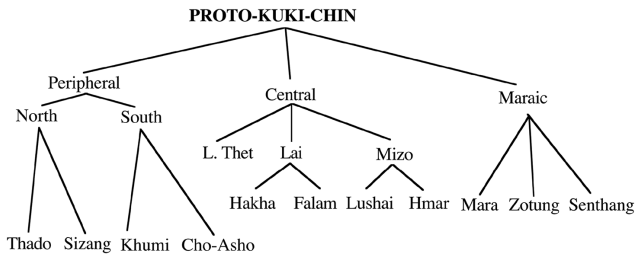 PROTO-KUKI-CHIN
Peripheral
Central
Maraic
North
South
L. Thet
Lai
Mizo
Hakha
Falam
Lushai
Hmar
Mara
Zotung
Senthang
Thado
Sizang
Khumi
Cho-Asho